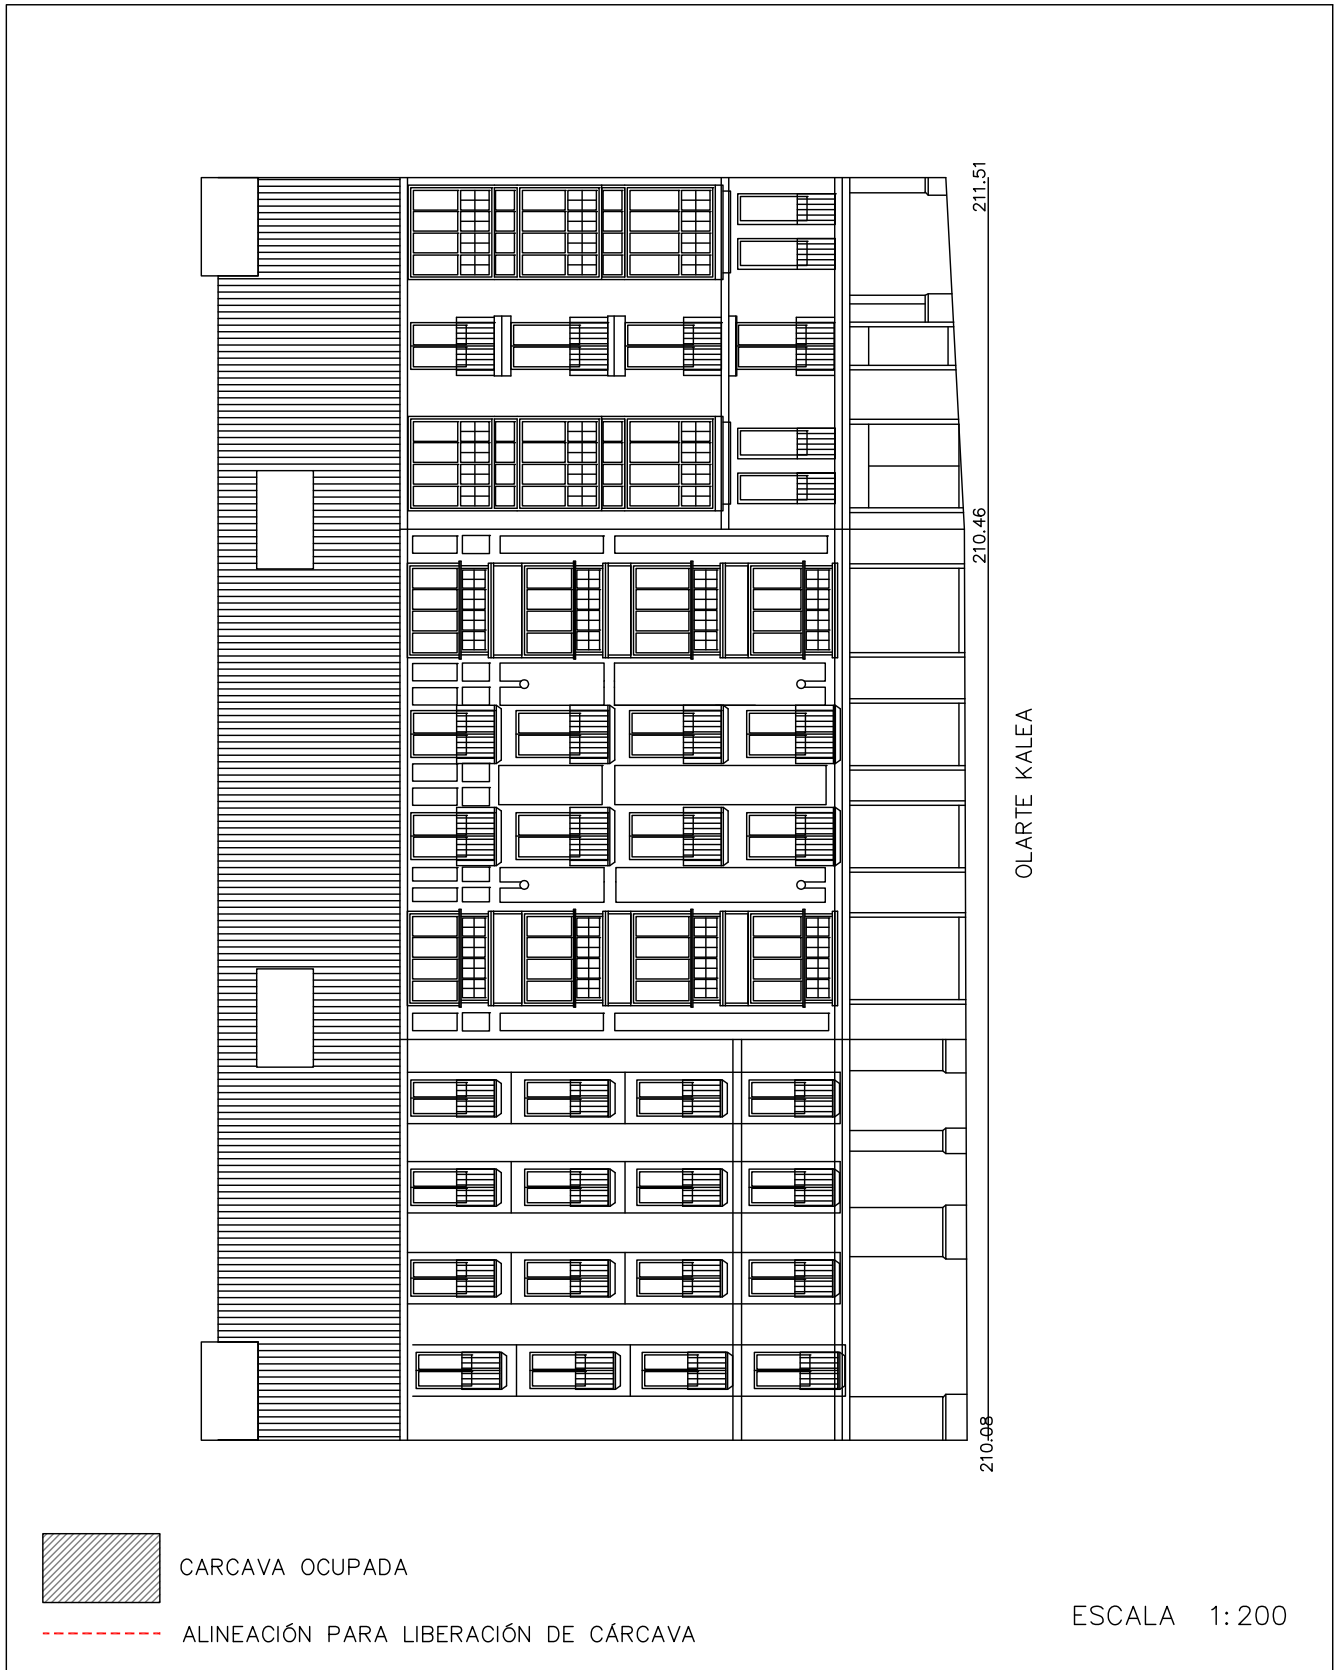 211.51
210.46
OLARTE KALEA
210.08
CARCAVA OCUPADA
ALINEACIÓN PARA LIBERACIÓN DE CÁRCAVA
ESCALA 1:200